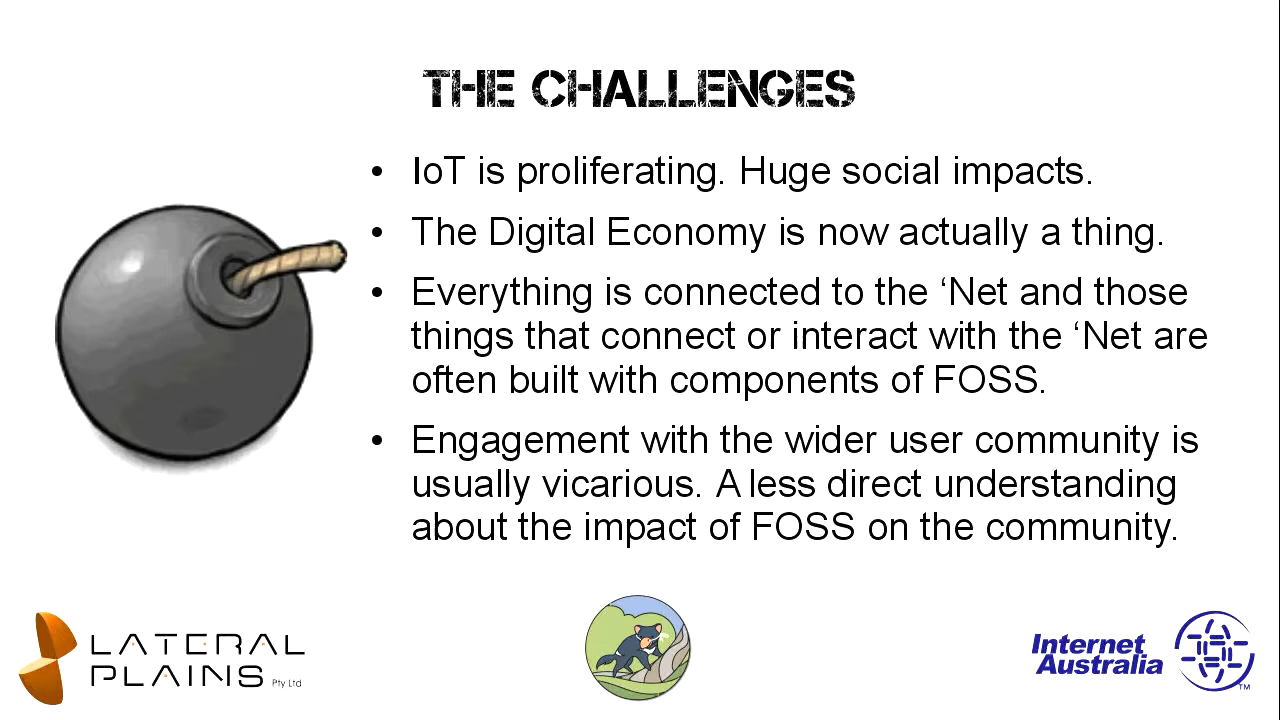 THE CHALLENGES
• IoT is proliferating. Huge social impacts.
• The Digital Economy is now actually a thing.
• Everything is connected to the ‘Net and those
things that connect or interact with the ‘Net are
often built with components of FOSS.
• Engagement with the wider user community is
usually vicarious. A less direct understanding
about the impact of FOSS on the community.
LATERAL
PLAINS Pty Ltd
Internet
Australia
TM